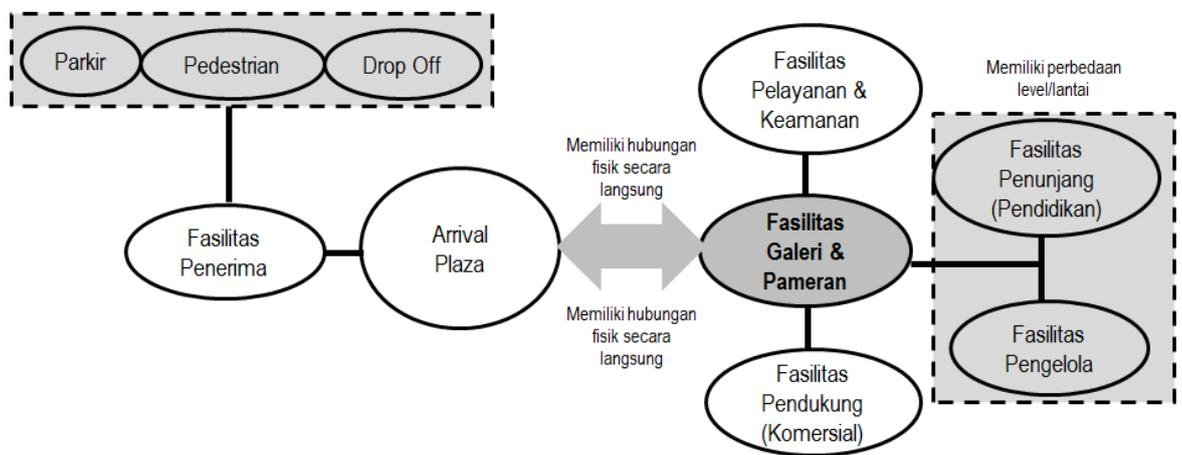 Parkir
Pedestrian
Drop Off
Fasilitas
Penerima
Arrival
Plaza
Memiliki hubungan
fisik secara
langsung
Memiliki hubungan
fisik secara
langsung
Fasilitas
Pelayanan &
Keamanan
Fasilitas
Galeri &
Pameran
Fasilitas
Pendukung
(Komersial)
Memiliki perbedaan
level/lantai
Fasilitas
Penunjang
(Pendidikan)
Fasilitas
Pengelola